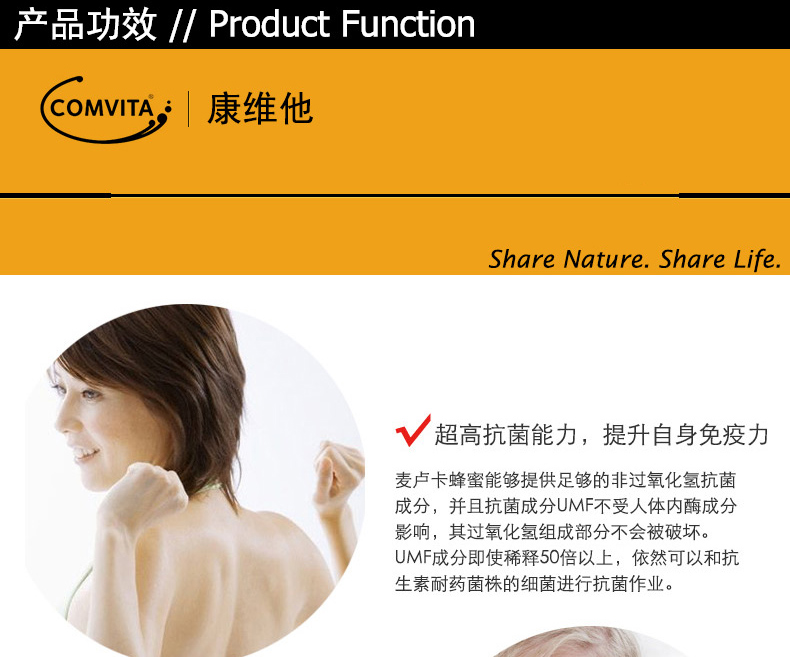 产品功效 // Product Function
COMVITA® 康维他
Share Nature. Share Life.
超高抗菌能力，提升自身免疫力
麦卢卡蜂蜜能够提供足够的非过氧化氢抗菌
成分，并且抗菌成分UMF不受人体内酶成分
影响，其过氧化氢组成部分不会被破坏。
UMF成分即使稀释50倍以上，依然可以和抗
生素耐药菌株的细菌进行抗菌作业。